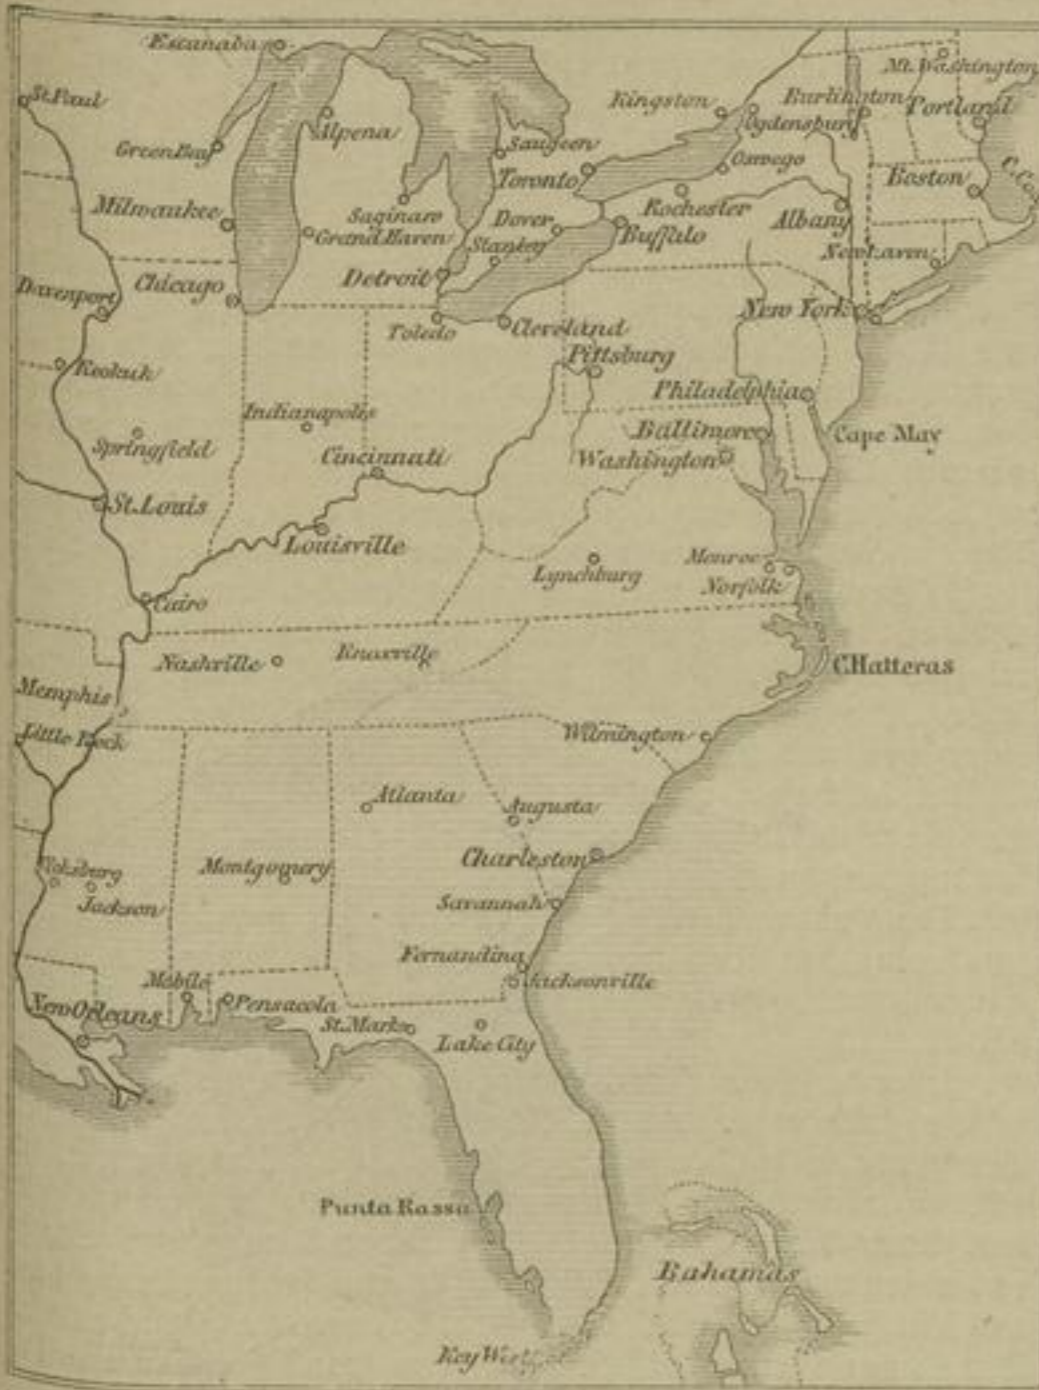 Escanaba
Mt. Washington
St. Paul
Kingston
Burlington
Portland
Alpena
Ogdensburg
Green Bay
Saugeen
Oswego
Toronto
Boston
C. Co
Milwaukee
Saginaw
Dover
Rochester
Albany
Grand Haven
Stanley
Buffalo
New Haven
Detroit
Chicago
Davenport
New York
Toledo
Cleveland
Pittsburg
Keokuk
Philadelphia
Indianapolis
Baltimore
Cape May
Springfield
Cincinnati
Washington
St. Louis
Louisville
Monroe
Lynchburg
Norfolk
Cairo
Nashville
Knoxville
C. Hatteras
Memphis
Little Rock
Wilmington
Atlanta
Augusta
Charleston
Vicksburg
Montgomery
Jackson
Savannah
Fernandina
Mobile
Jacksonville
New Orleans
Pensacola
St. Marks
Lake City
Punta Rassa
Bahamas
Key West